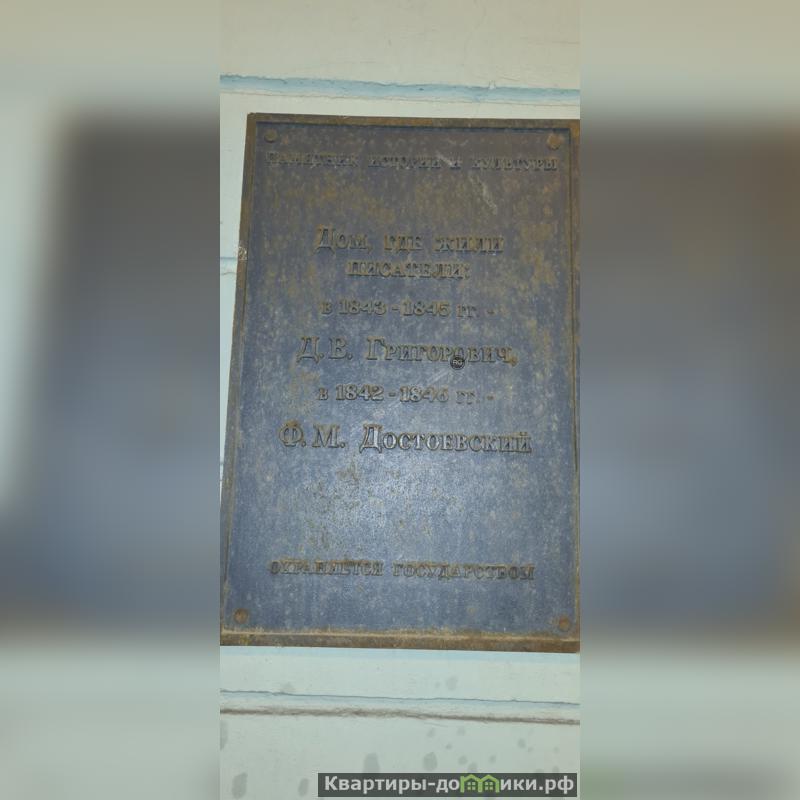 ПАМЯТНИК ИСТОРИИ И КУЛЬТУРЫ
Дом, где жили
писатели:
в 1843 - 1845 гг. -
Д. В. Григорович,
в 1842 - 1846 гг. -
Ф. М. Достоевский
ОХРАНЯЕТСЯ ГОСУДАРСТВОМ
Квартиры-домики.рф